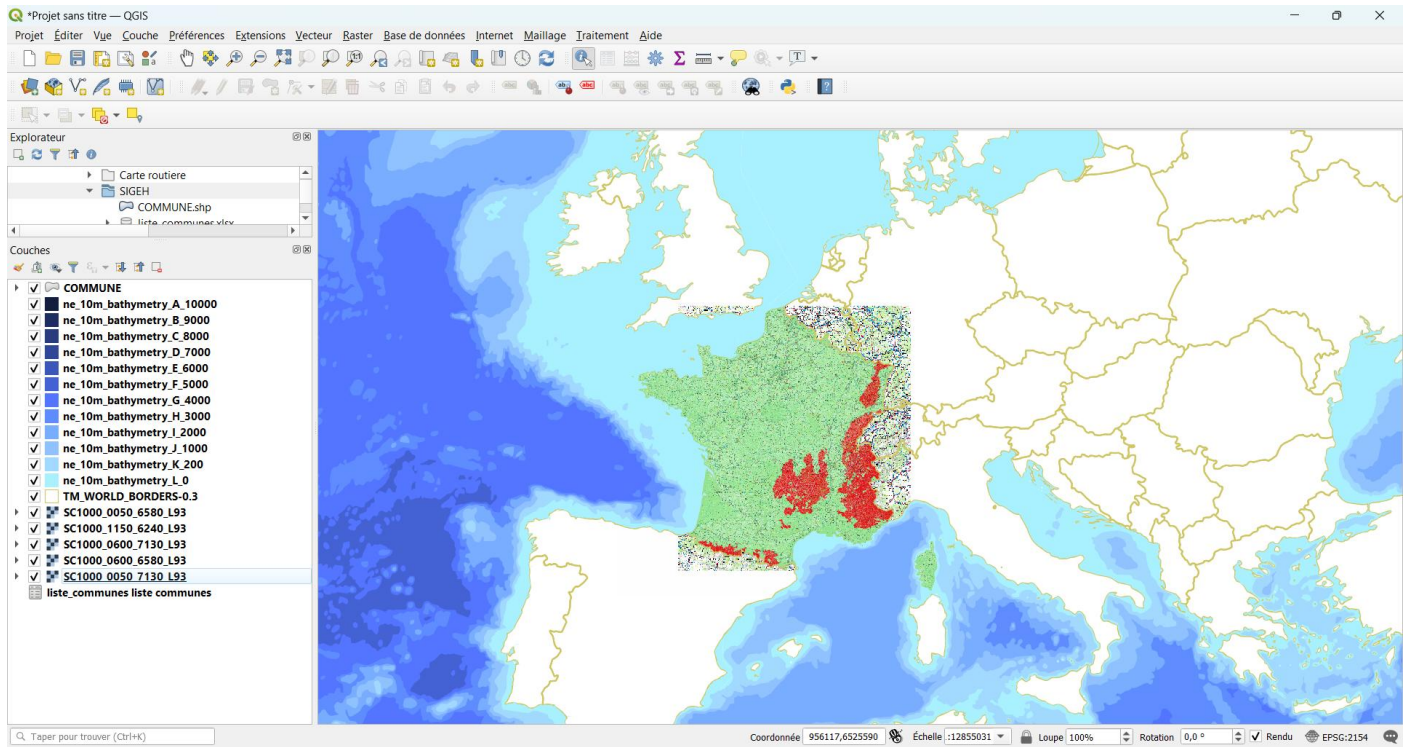 *Projet sans titre — QGIS
Projet Éditer Vue Couche Préférences Extensions Vecteur Raster Base de données Internet Maillage Traitement Aide
Explorateur
Carte routiere
SIGEH
COMMUNE.shp
liste_communes.xlsx
Couches
COMMUNE
ne_10m_bathymetry_A_10000
ne_10m_bathymetry_B_9000
ne_10m_bathymetry_C_8000
ne_10m_bathymetry_D_7000
ne_10m_bathymetry_E_6000
ne_10m_bathymetry_F_5000
ne_10m_bathymetry_G_4000
ne_10m_bathymetry_H_3000
ne_10m_bathymetry_I_2000
ne_10m_bathymetry_J_1000
ne_10m_bathymetry_K_200
ne_10m_bathymetry_L_0
TM_WORLD_BORDERS-0.3
SC1000_0050_6580_L93
SC1000_1150_6240_L93
SC1000_0600_7130_L93
SC1000_0600_6580_L93
SC1000_0050_7130_L93
liste_communes liste communes
Taper pour trouver (Ctrl+K) Coordonnée 956117,6525590 Échelle :12855031 Loupe 100% Rotation 0,0 ° Rendu EPSG:2154